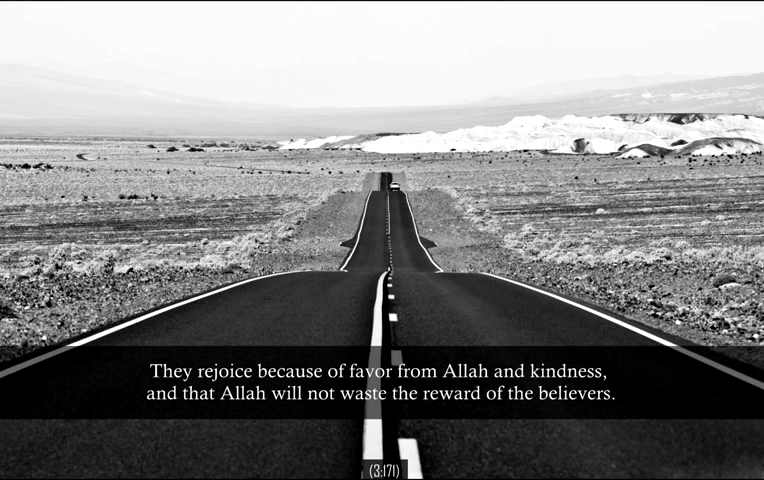 They rejoice because of favor from Allah and kindness,
and that Allah will not waste the reward of the believers.
(3:171)